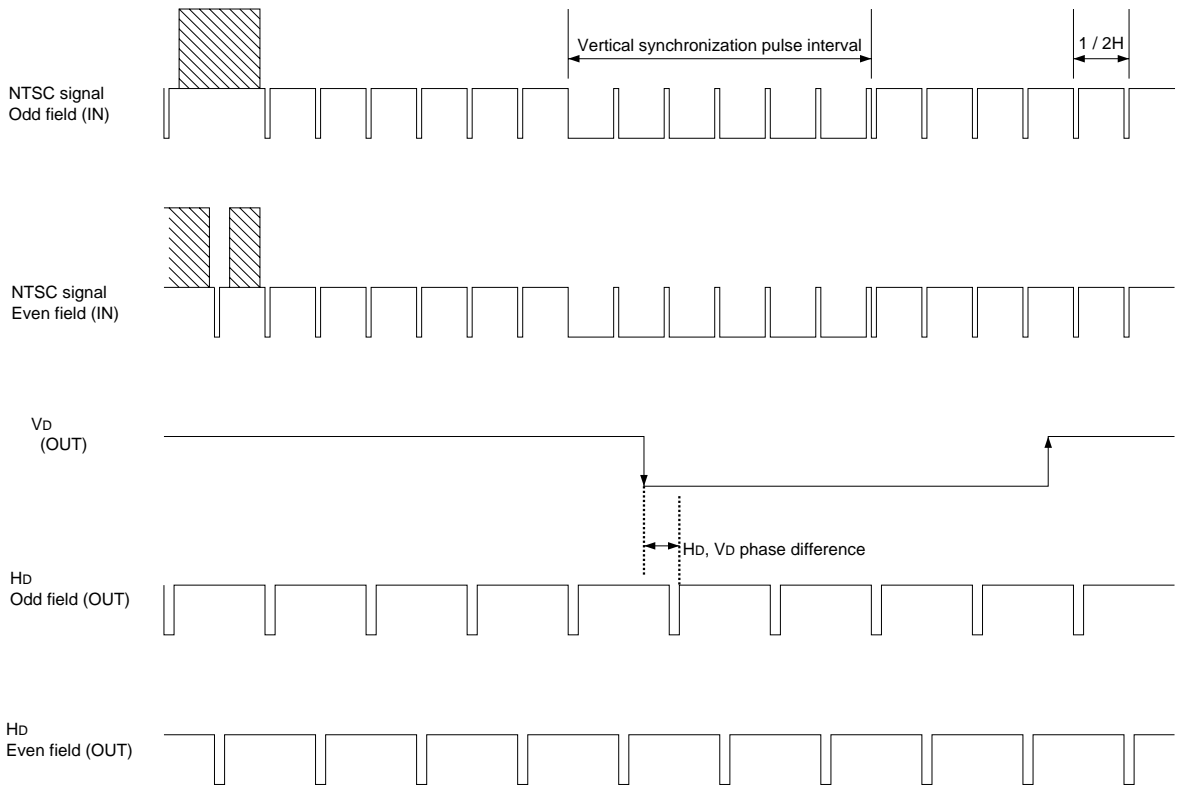 Vertical synchronization pulse interval
1 / 2H
NTSC signal
Odd field (IN)
NTSC signal
Even field (IN)
VD
(OUT)
HD, VD phase difference
HD
Odd field (OUT)
HD
Even field (OUT)